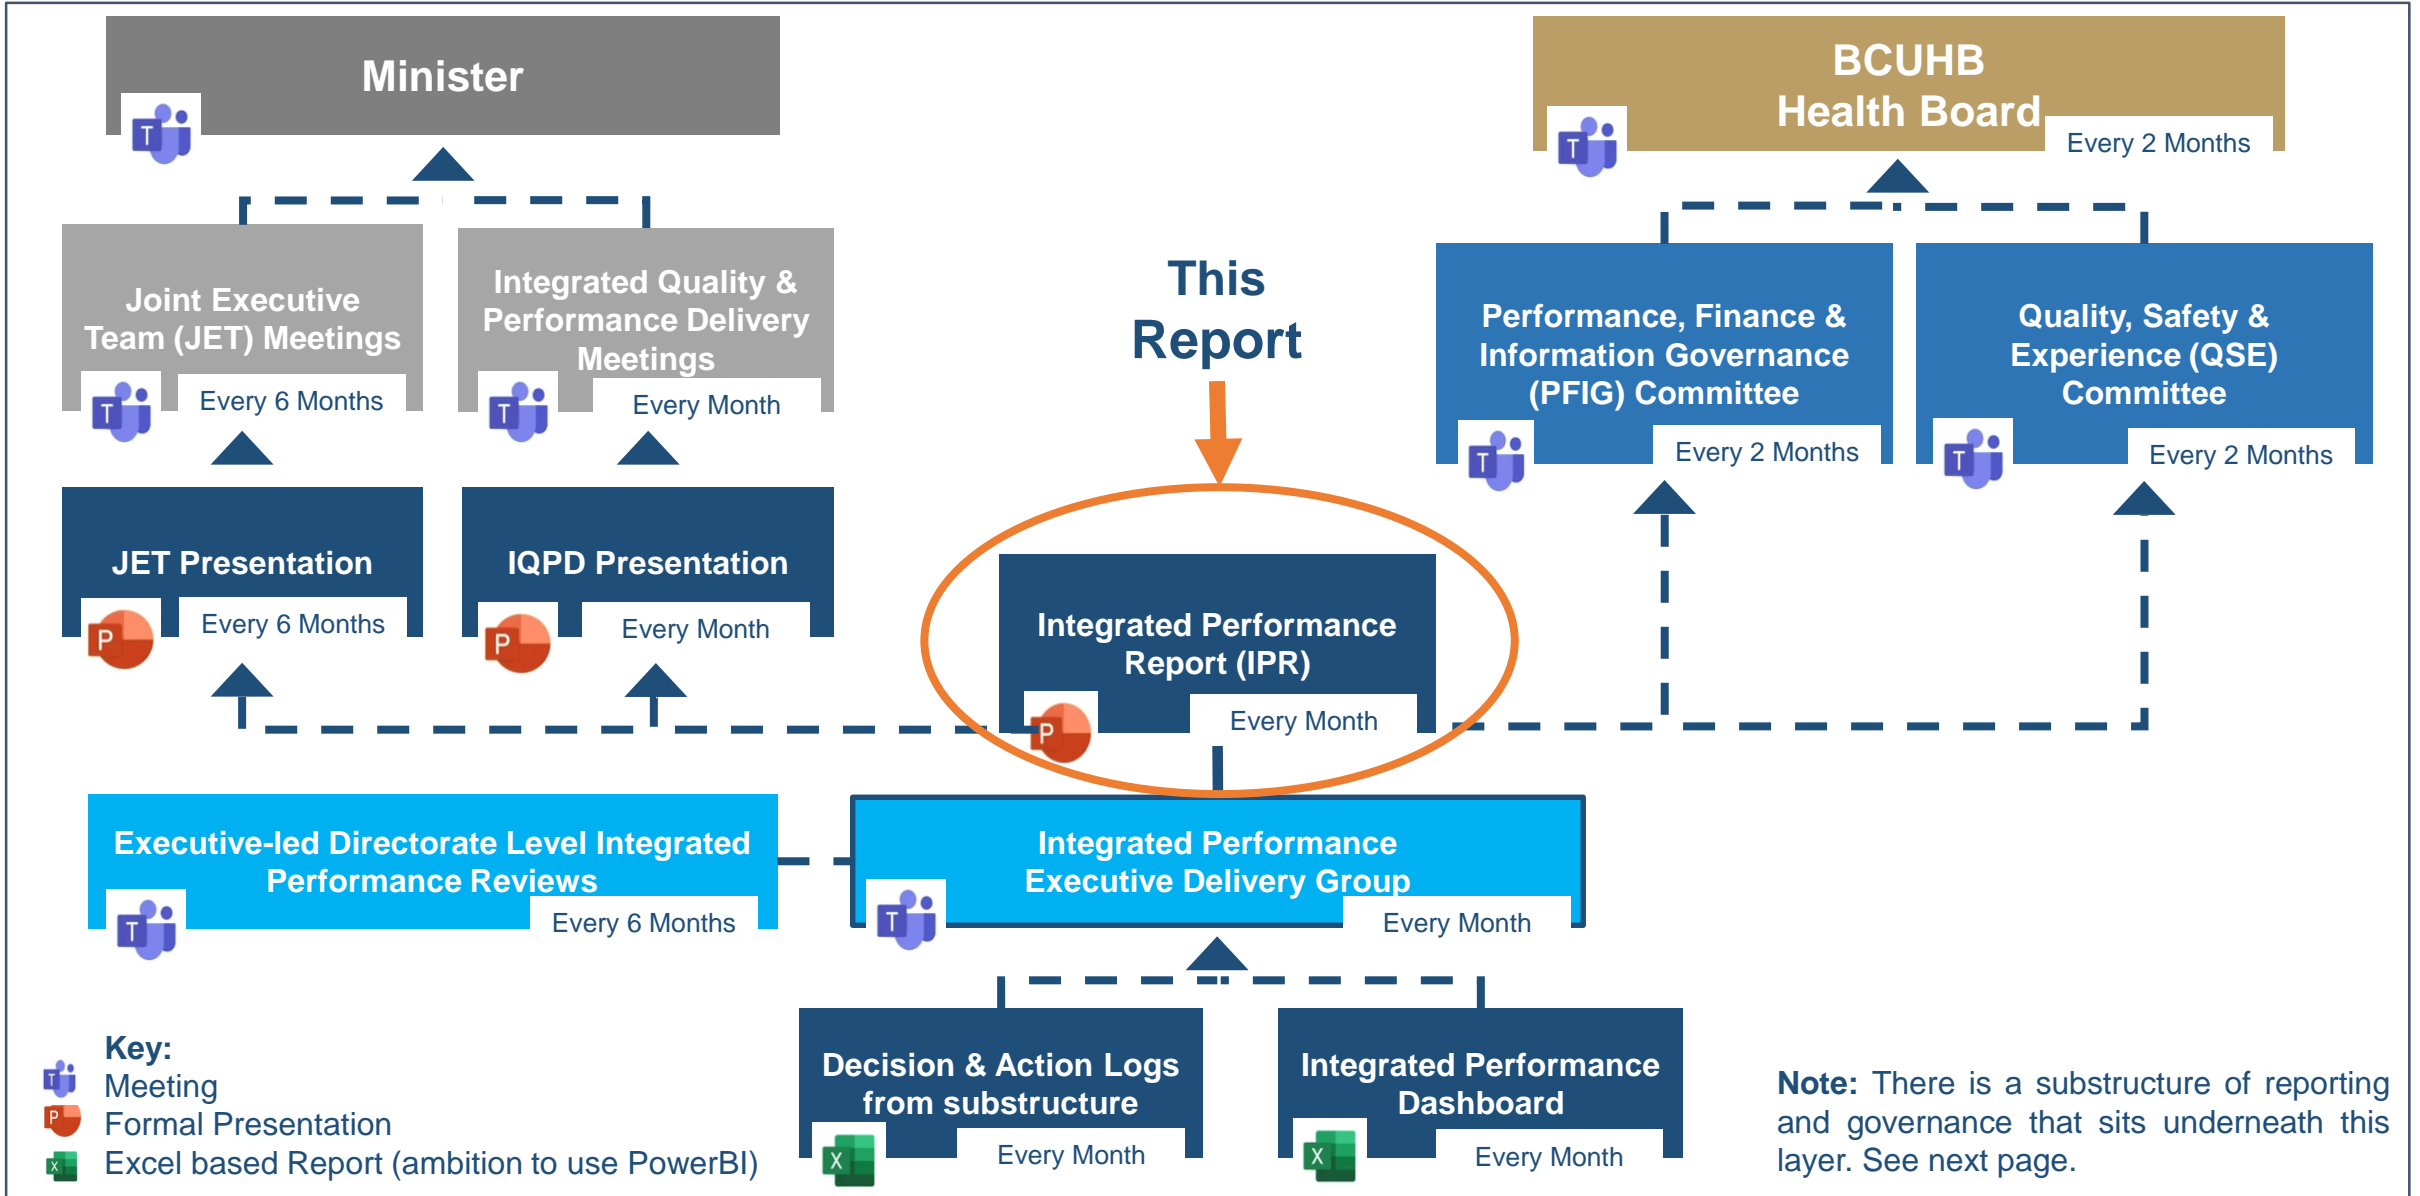 Minister
BCUHB
Health Board
Every 2 Months
Joint Executive
Team (JET) Meetings
Every 6 Months
Integrated Quality &
Performance Delivery
Meetings
Every Month
This
Report
Performance, Finance &
Information Governance
(PFIG) Committee
Every 2 Months
Quality, Safety &
Experience (QSE)
Committee
Every 2 Months
JET Presentation
Every 6 Months
IQPD Presentation
Every Month
Integrated Performance
Report (IPR)
Every Month
Executive-led Directorate Level Integrated
Performance Reviews
Every 6 Months
Integrated Performance
Executive Delivery Group
Every Month
Decision & Action Logs
from substructure
Every Month
Integrated Performance
Dashboard
Every Month
Key:
Meeting
Formal Presentation
Excel based Report (ambition to use PowerBI)
Note: There is a substructure of reporting
and governance that sits underneath this
layer. See next page.